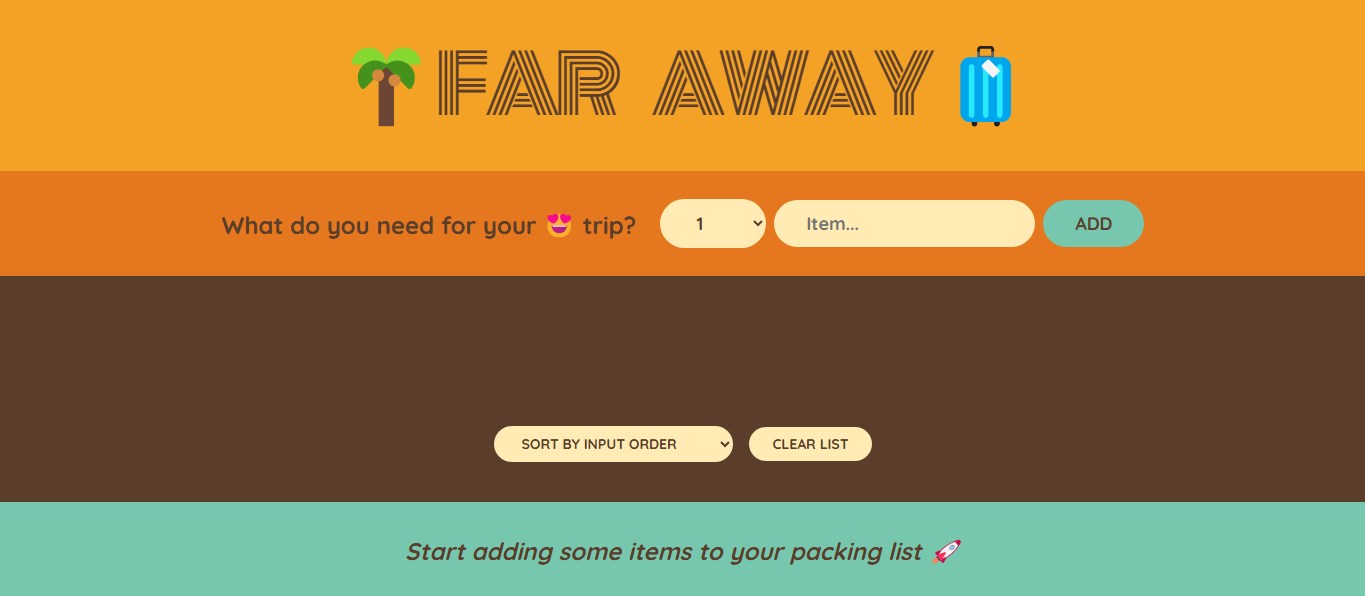 🌴 FAR AWAY 🧳
What do you need for your 😍 trip? 1 Item... ADD
SORT BY INPUT ORDER CLEAR LIST
Start adding some items to your packing list 🚀